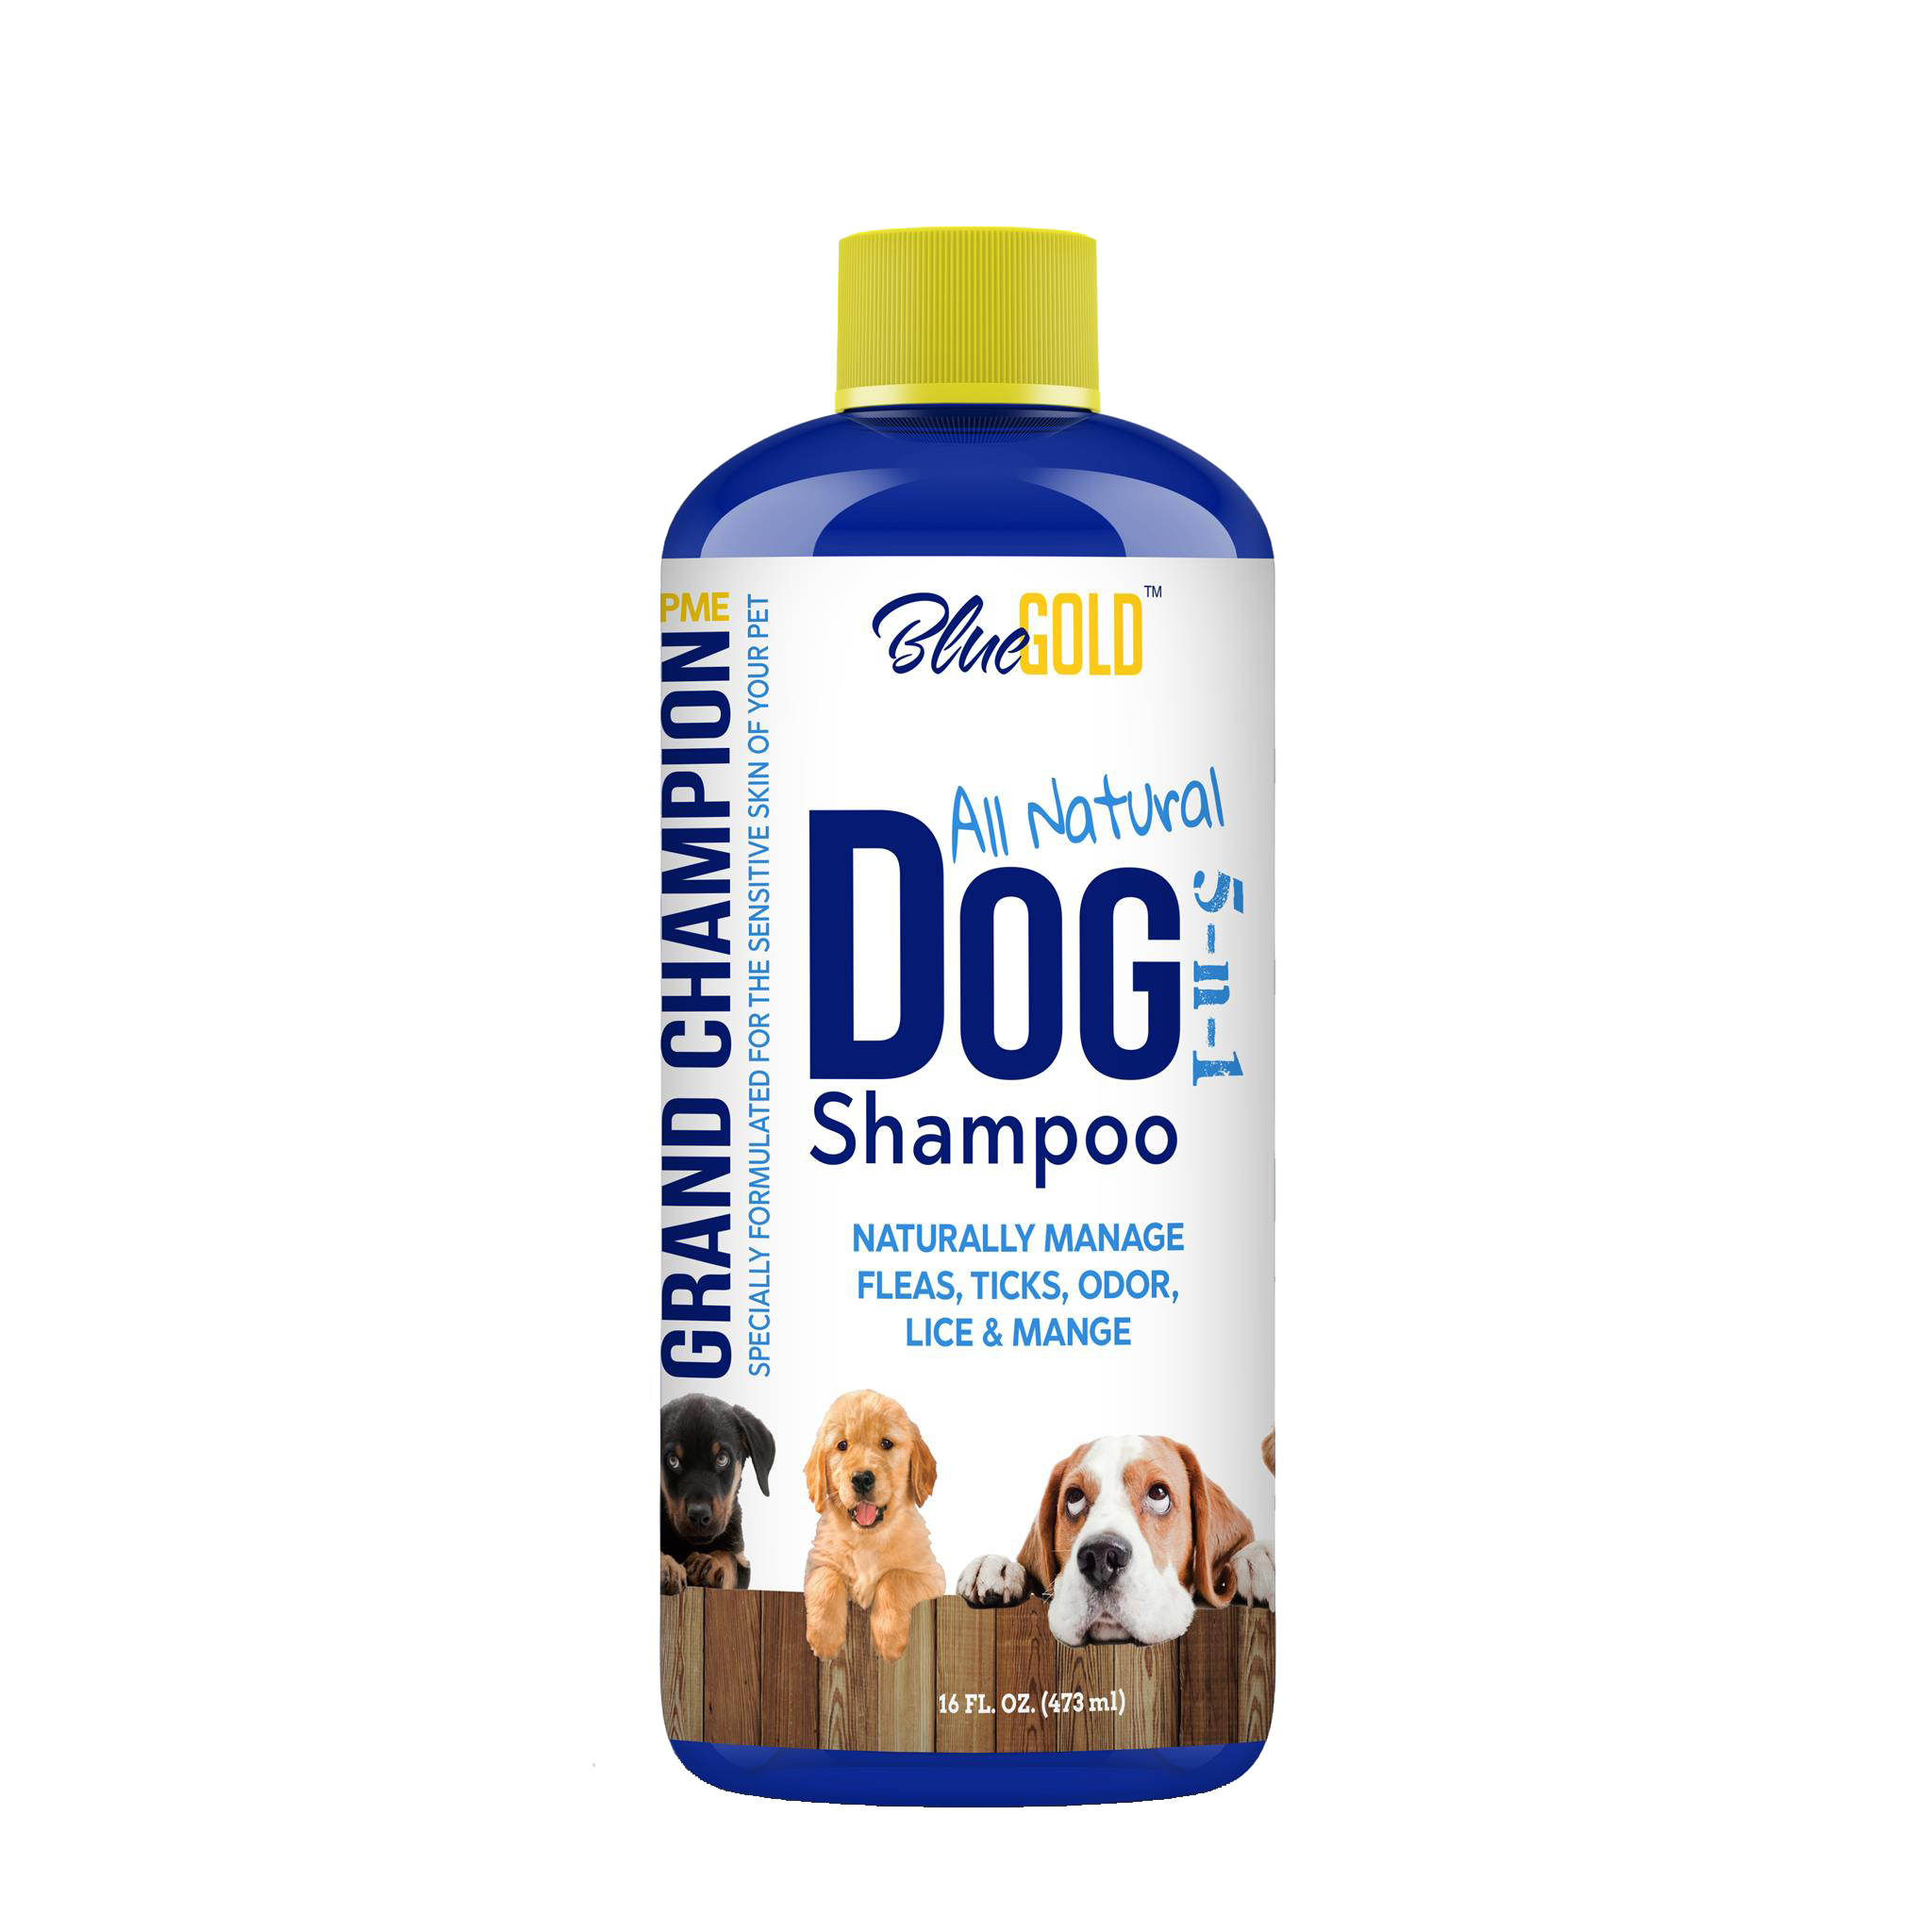 BlueGOLD™
PME
GRAND CHAMPION
SPECIALLY FORMULATED FOR THE SENSITIVE SKIN OF YOUR PET
All Natural
DOG
5-n-1
Shampoo
NATURALLY MANAGE
FLEAS, TICKS, ODOR,
LICE & MANGE
16 FL. OZ. (473 ml)